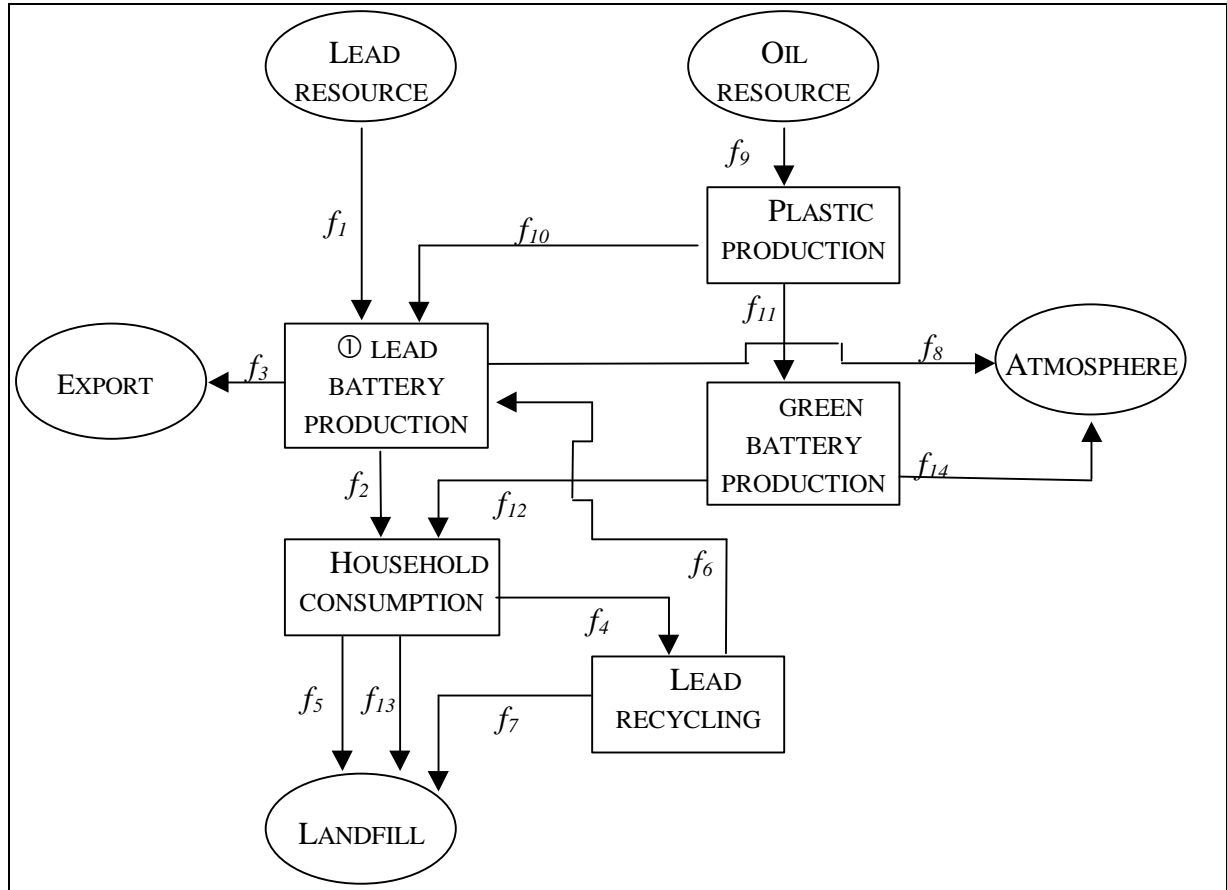 LEAD
RESOURCE
OIL
RESOURCE
f9
PLASTIC
PRODUCTION
f1
f10
f11
① LEAD
BATTERY
PRODUCTION
f8
ATMOSPHERE
f3
EXPORT
GREEN
BATTERY
PRODUCTION
f14
f2
f12
HOUSEHOLD
CONSUMPTION
f6
f4
LEAD
RECYCLING
f5
f13
f7
LANDFILL